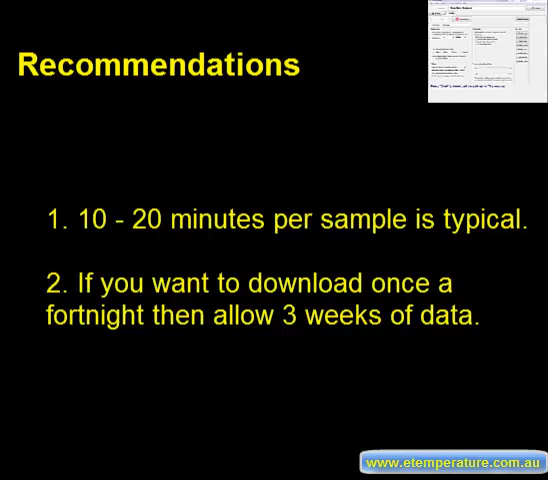 Recommendations
1. 10 - 20 minutes per sample is typical.
2. If you want to download once a
fortnight then allow 3 weeks of data.
www.etemperature.com.au